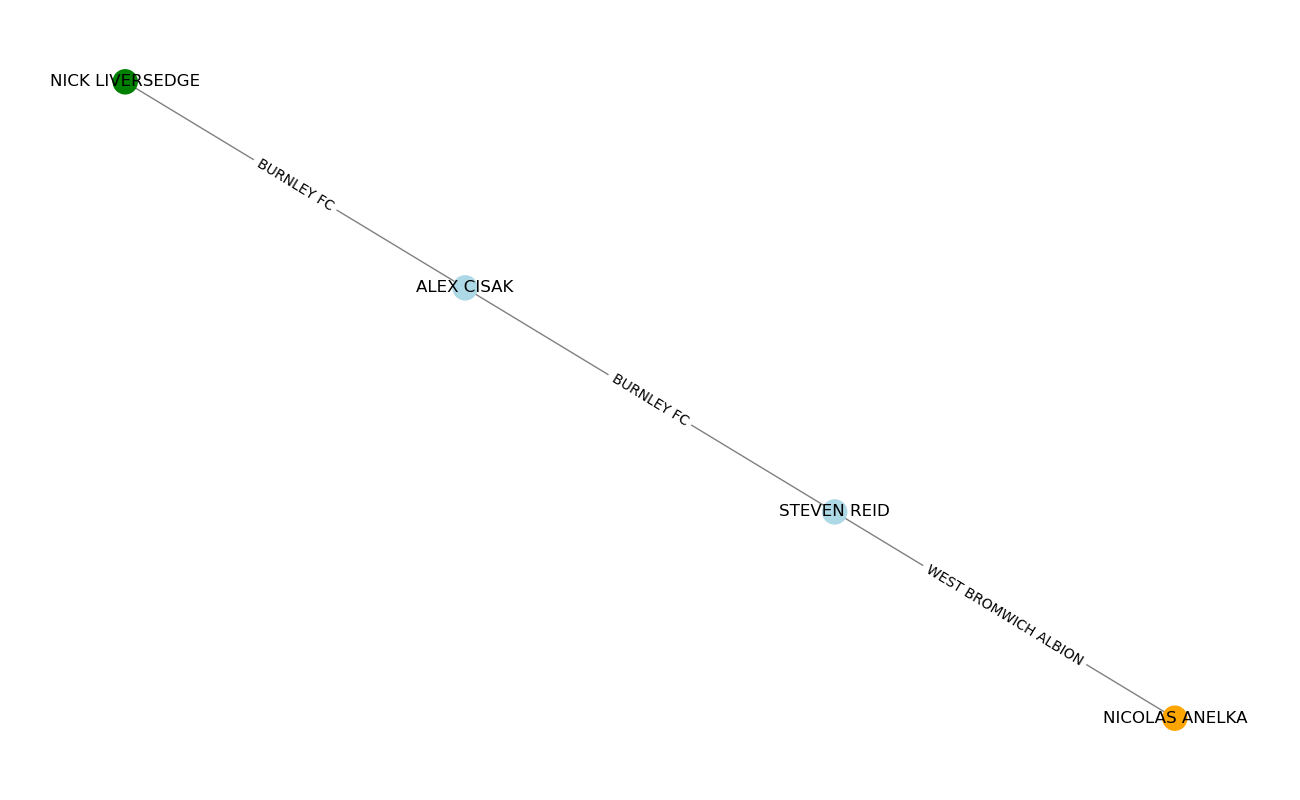 NICK LIVERSEDGE
BURNLEY FC
ALEX CISAK
BURNLEY FC
STEVEN REID
WEST BROMWICH ALBION
NICOLAS ANELKA